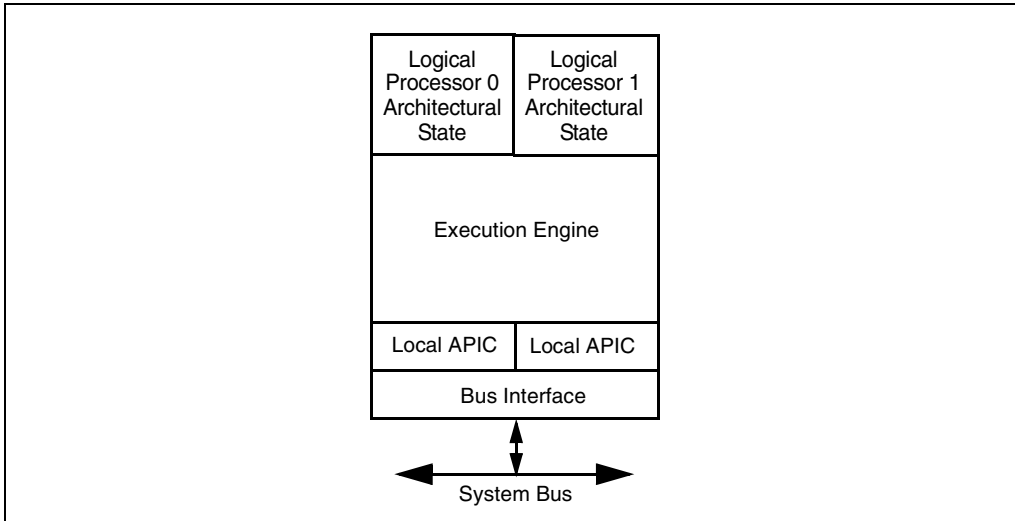 Logical
Processor 0
Architectural
State
Logical
Processor 1
Architectural
State
Execution Engine
Local APIC
Local APIC
Bus Interface
System Bus